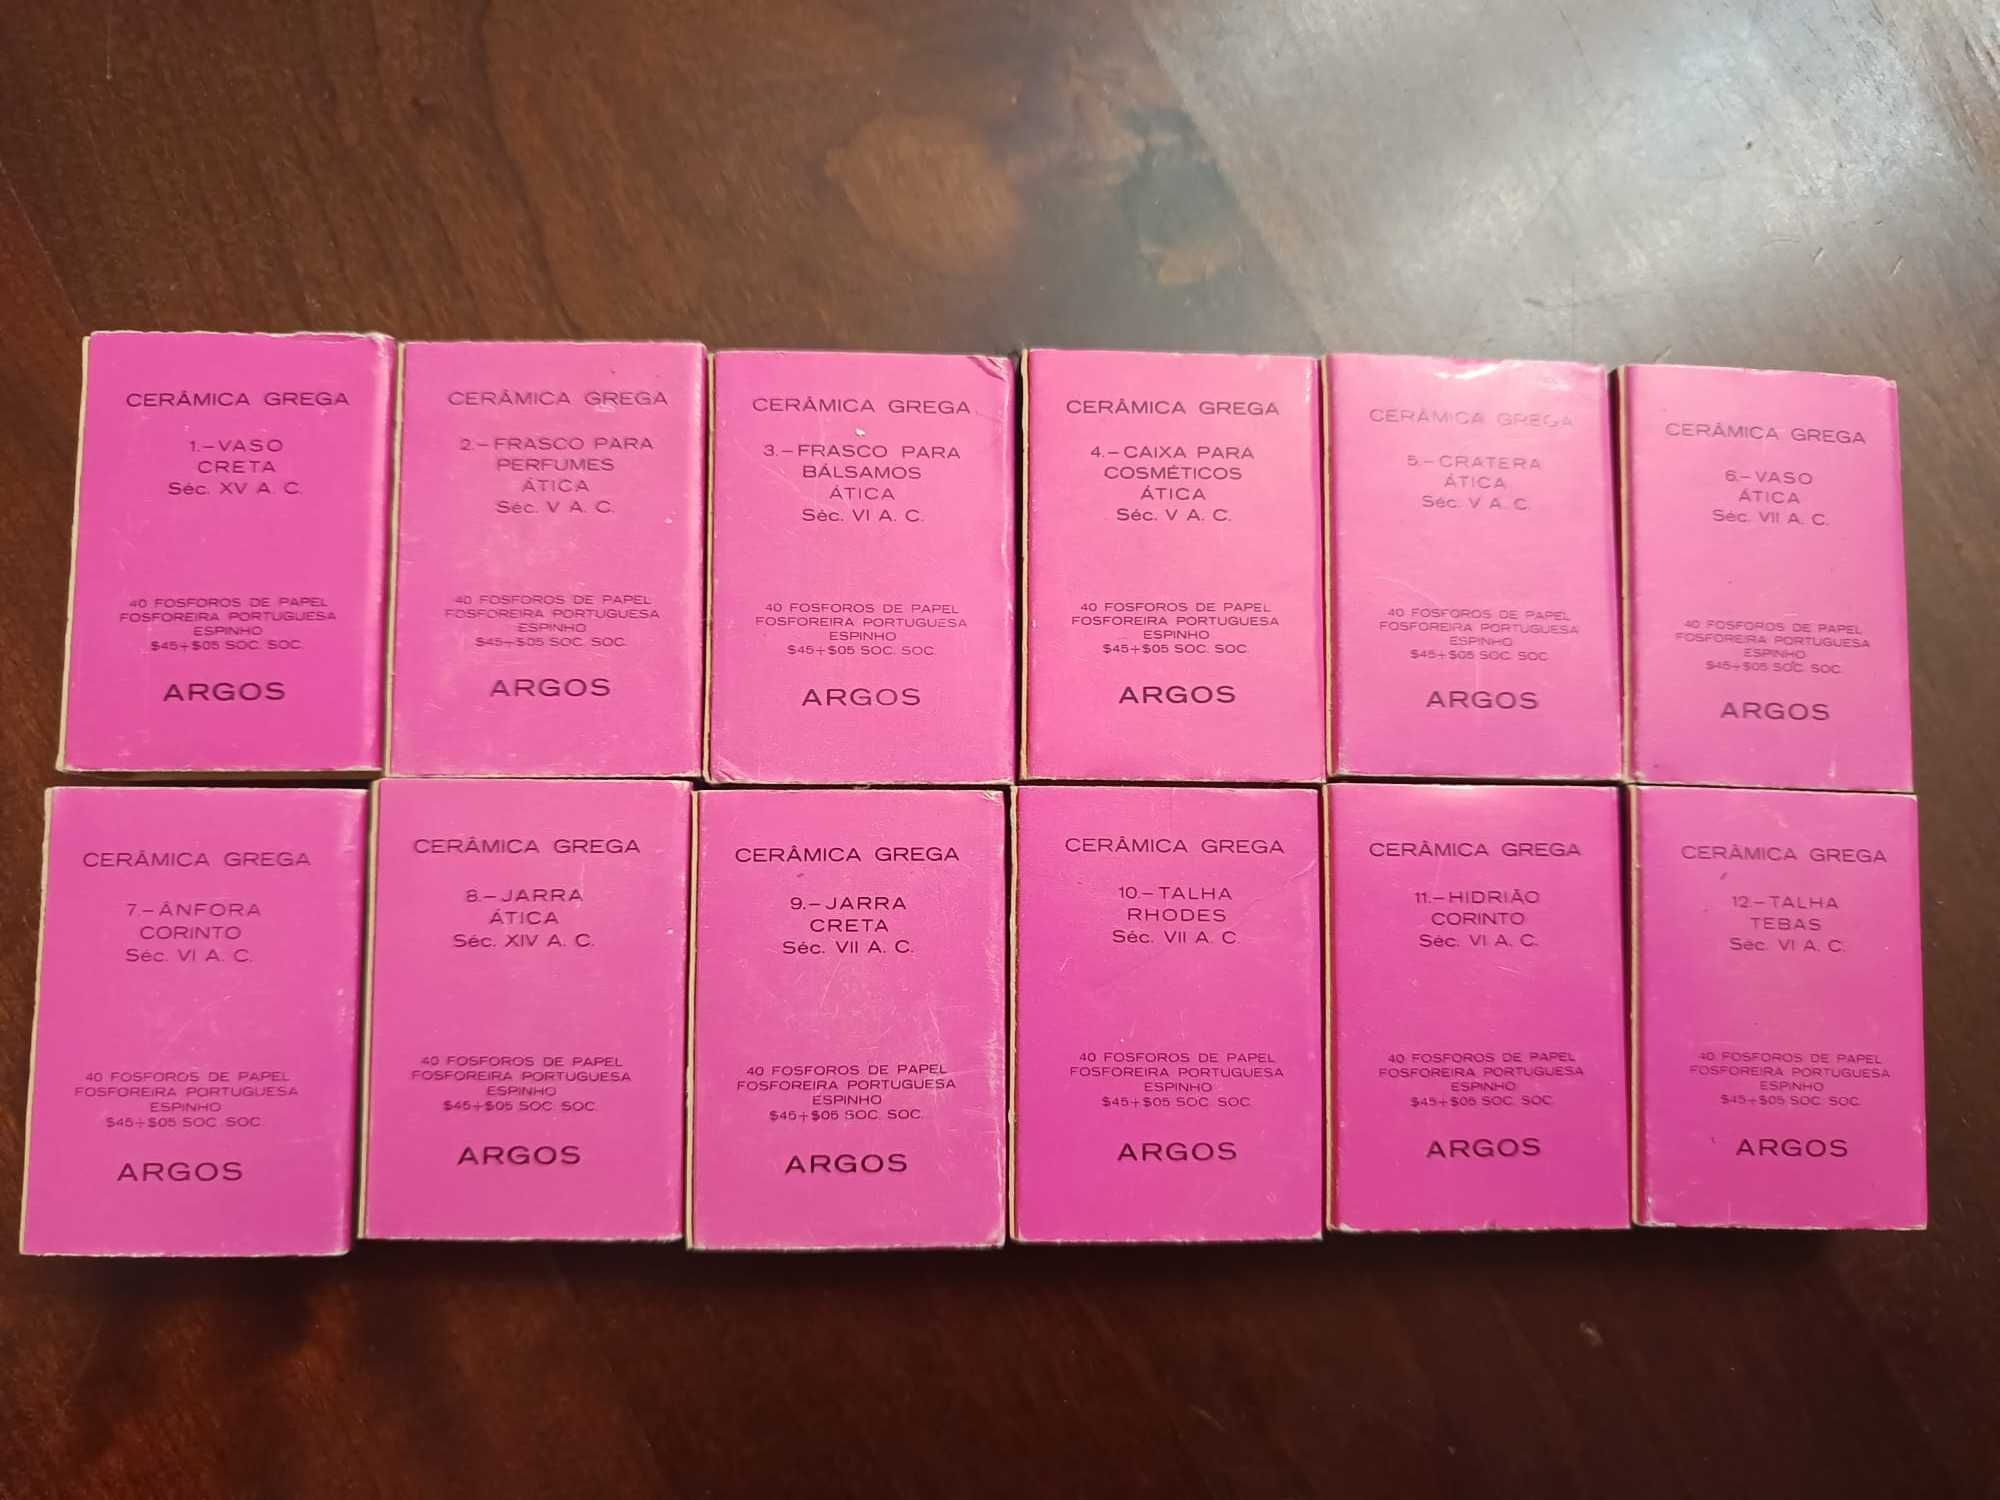 CERÂMICA GREGA
1.-VASO
CRETA
Séc. XV A. C.
40 FOSFOROS DE PAPEL
FOSFOREIRA PORTUGUESA
ESPINHO
$45+$05 SOC. SOC.
ARGOS
CERÂMICA GREGA
2.-FRASCO PARA
PERFUMES
ÁTICA
Séc. V A. C.
40 FOSFOROS DE PAPEL
FOSFOREIRA PORTUGUESA
ESPINHO
$45+$05 SOC. SOC.
ARGOS
CERÂMICA GREGA
3.-FRASCO PARA
BÁLSAMOS
ÁTICA
Séc. VI A. C.
40 FOSFOROS DE PAPEL
FOSFOREIRA PORTUGUESA
ESPINHO
$45+$05 SOC. SOC.
ARGOS
CERÂMICA GREGA
4.-CAIXA PARA
COSMÉTICOS
ÁTICA
Séc. V A. C.
40 FOSFOROS DE PAPEL
FOSFOREIRA PORTUGUESA
ESPINHO
$45+$05 SOC. SOC.
ARGOS
CERÂMICA GREGA
5.-CRATERA
ÁTICA
Séc. V A. C.
40 FOSFOROS DE PAPEL
FOSFOREIRA PORTUGUESA
ESPINHO
$45+$05 SOC. SOC.
ARGOS
CERÂMICA GREGA
6.-VASO
ÁTICA
Séc. VII A. C.
40 FOSFOROS DE PAPEL
FOSFOREIRA PORTUGUESA
ESPINHO
$45+$05 SOC. SOC.
ARGOS
CERÂMICA GREGA
7.-ÂNFORA
CORINTO
Séc. VI A. C.
40 FOSFOROS DE PAPEL
FOSFOREIRA PORTUGUESA
ESPINHO
$45+$05 SOC. SOC.
ARGOS
CERÂMICA GREGA
8.-JARRA
ÁTICA
Séc. XIV A. C.
40 FOSFOROS DE PAPEL
FOSFOREIRA PORTUGUESA
ESPINHO
$45+$05 SOC. SOC.
ARGOS
CERÂMICA GREGA
9.-JARRA
CRETA
Séc. VII A. C.
40 FOSFOROS DE PAPEL
FOSFOREIRA PORTUGUESA
ESPINHO
$45+$05 SOC. SOC.
ARGOS
CERÂMICA GREGA
10.-TALHA
RHODES
Séc. VII A. C.
40 FOSFOROS DE PAPEL
FOSFOREIRA PORTUGUESA
ESPINHO
$45+$05 SOC. SOC.
ARGOS
CERÂMICA GREGA
11.-HIDRIÃO
CORINTO
Séc. VI A. C.
40 FOSFOROS DE PAPEL
FOSFOREIRA PORTUGUESA
ESPINHO
$45+$05 SOC. SOC.
ARGOS
CERÂMICA GREGA
12.-TALHA
TEBAS
Séc. VI A. C.
40 FOSFOROS DE PAPEL
FOSFOREIRA PORTUGUESA
ESPINHO
$45+$05 SOC. SOC.
ARGOS